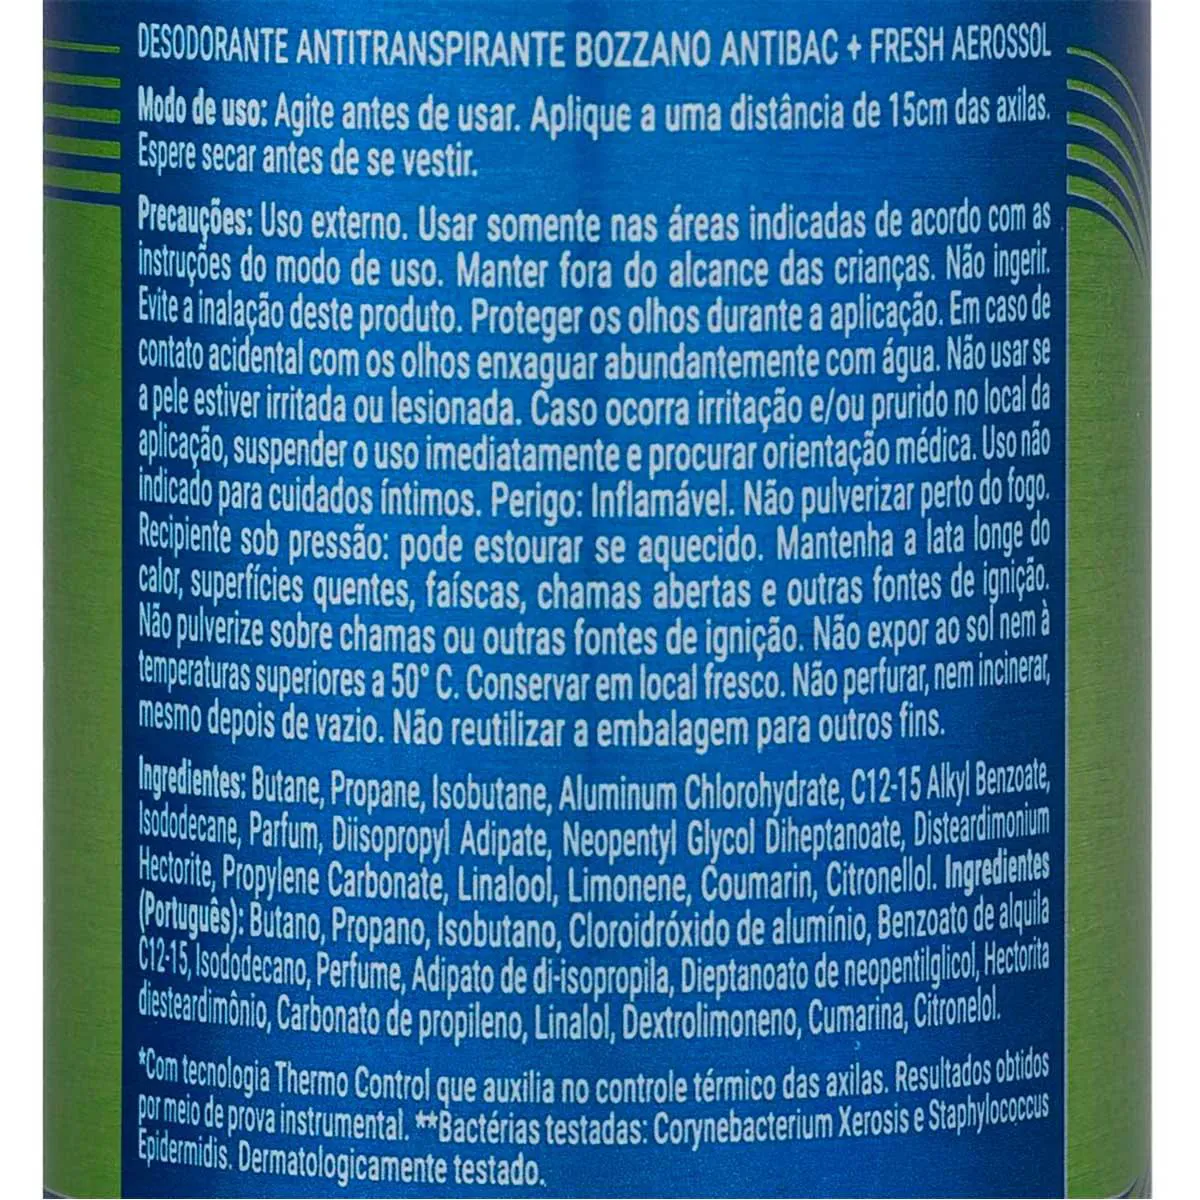 DESODORANTE ANTITRANSPIRANTE BOZZANO ANTIBAC + FRESH AEROSSOL
Modo de uso: Agite antes de usar. Aplique a uma distância de 15cm das axilas.
Espere secar antes de se vestir.
Precauções: Uso externo. Usar somente nas áreas indicadas de acordo com as
instruções do modo de uso. Manter fora do alcance das crianças. Não ingerir.
Evite a inalação deste produto. Proteger os olhos durante a aplicação. Em caso de
contato acidental com os olhos enxaguar abundantemente com água. Não usar se
a pele estiver irritada ou lesionada. Caso ocorra irritação e/ou prurido no local da
aplicação, suspender o uso imediatamente e procurar orientação médica. Uso não
indicado para cuidados íntimos. Perigo: Inflamável. Não pulverizar perto do fogo.
Recipiente sob pressão: pode estourar se aquecido. Mantenha a lata longe do
calor, superfícies quentes, faíscas, chamas abertas e outras fontes de ignição.
Não pulverize sobre chamas ou outras fontes de ignição. Não expor ao sol nem à
temperaturas superiores a 50° C. Conservar em local fresco. Não perfurar, nem incinerar,
mesmo depois de vazio. Não reutilizar a embalagem para outros fins.
Ingredientes: Butane, Propane, Isobutane, Aluminum Chlorohydrate, C12-15 Alkyl Benzoate,
Isododecane, Parfum, Diisopropyl Adipate, Neopentyl Glycol Diheptanoate, Disteardimonium
Hectorite, Propylene Carbonate, Linalool, Limonene, Coumarin, Citronellol. Ingredientes
(Português): Butano, Propano, Isobutano, Cloroidróxido de alumínio, Benzoato de alquila
C12-15, Isododecano, Perfume, Adipato de di-isopropila, Dieptanoato de neopentilglicol, Hectorita
diesteardimônio, Carbonato de propileno, Linalol, Dextrolimoneno, Cumarina, Citronelol.
*Com tecnologia Thermo Control que auxilia no controle térmico das axilas. Resultados obtidos
por meio de prova instrumental. **Bactérias testadas: Corynebacterium Xerosis e Staphylococcus
Epidermidis. Dermatologicamente testado.